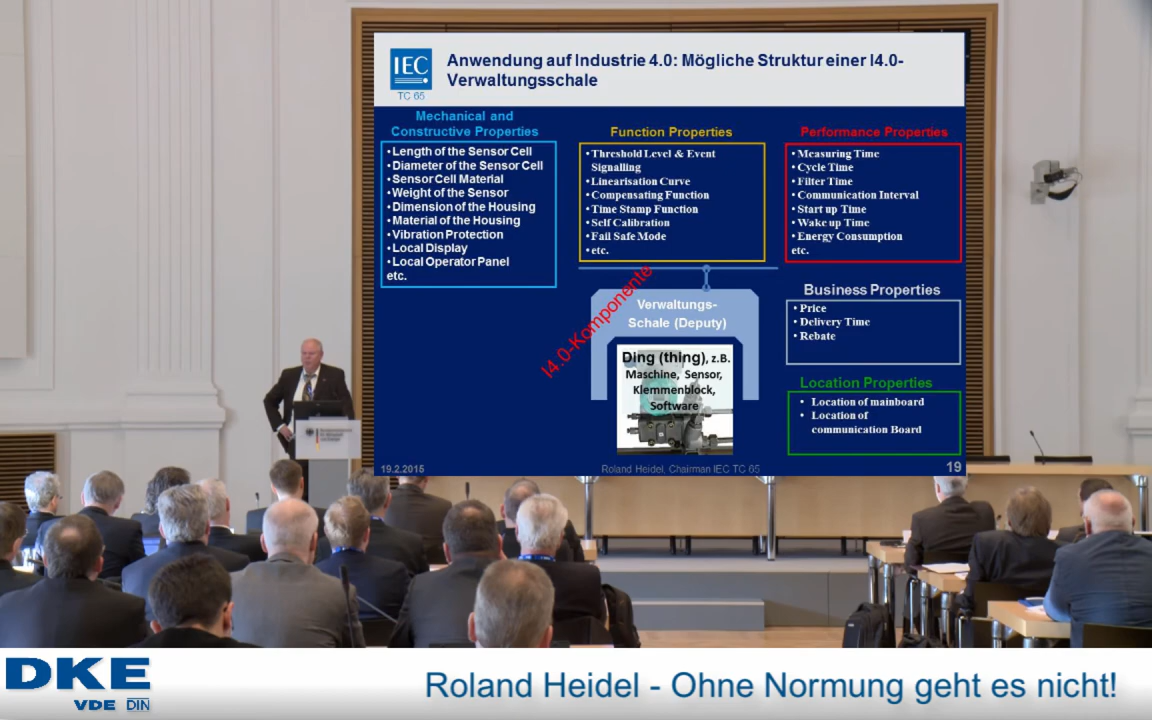 IEC
TC 65
Anwendung auf Industrie 4.0: Mögliche Struktur einer I4.0-
Verwaltungsschale
Mechanical and
Constructive Properties
•Length of the Sensor Cell
•Diameter of the Sensor Cell
•Sensor Cell Material
•Weight of the Sensor
•Dimension of the Housing
•Material of the Housing
•Vibration Protection
•Local Display
•Local Operator Panel
etc.
Function Properties
•Threshold Level & Event
Signalling
•Linearisation Curve
•Compensating Function
•Time Stamp Function
•Self Calibration
•Fail Safe Mode
•etc.
Performance Properties
•Measuring Time
•Cycle Time
•Filter Time
•Communication Interval
•Start up Time
•Wake up Time
•Energy Consumption
etc.
I4.0-Komponente
Verwaltungs-
Schale (Deputy)
Ding (thing), z.B.
Maschine, Sensor,
Klemmenblock,
Software
Business Properties
• Price
• Delivery Time
• Rebate
Location Properties
• Location of mainboard
• Location of
communication Board
19.2.2015
Roland Heidel, Chairman IEC TC 65
19
DKE
VDE DIN
Roland Heidel - Ohne Normung geht es nicht!